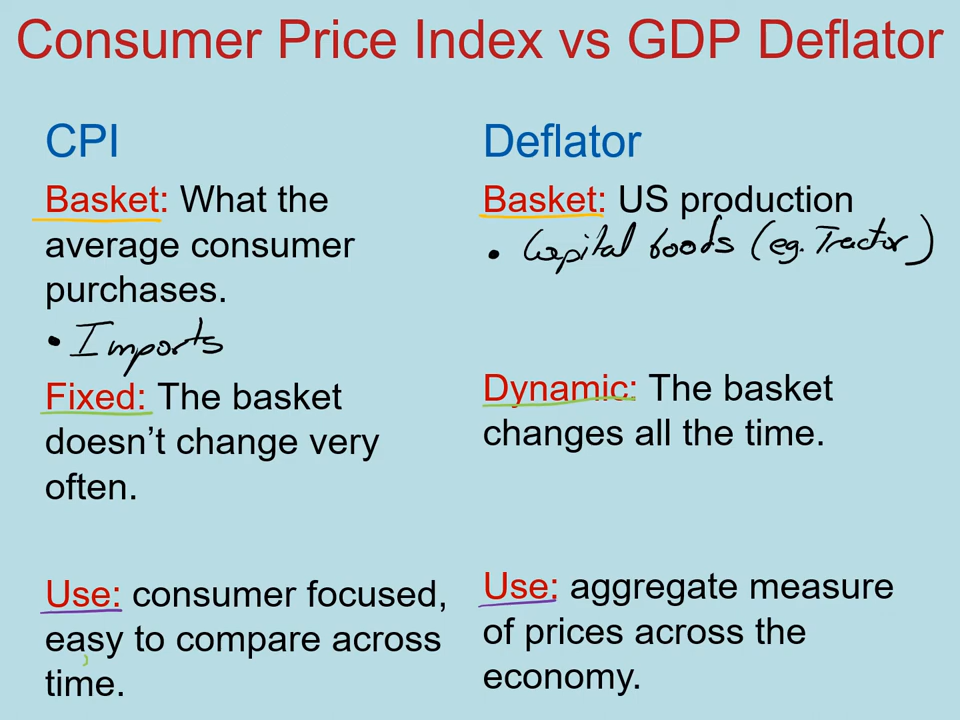 Consumer Price Index vs GDP Deflator
CPI
Basket: What the
average consumer
purchases.
• Imports
Fixed: The basket
doesn't change very
often.
Use: consumer focused,
easy to compare across
time.
Deflator
Basket: US production
• Capital Goods (eg. Tractor)
Dynamic: The basket
changes all the time.
Use: aggregate measure
of prices across the
economy.